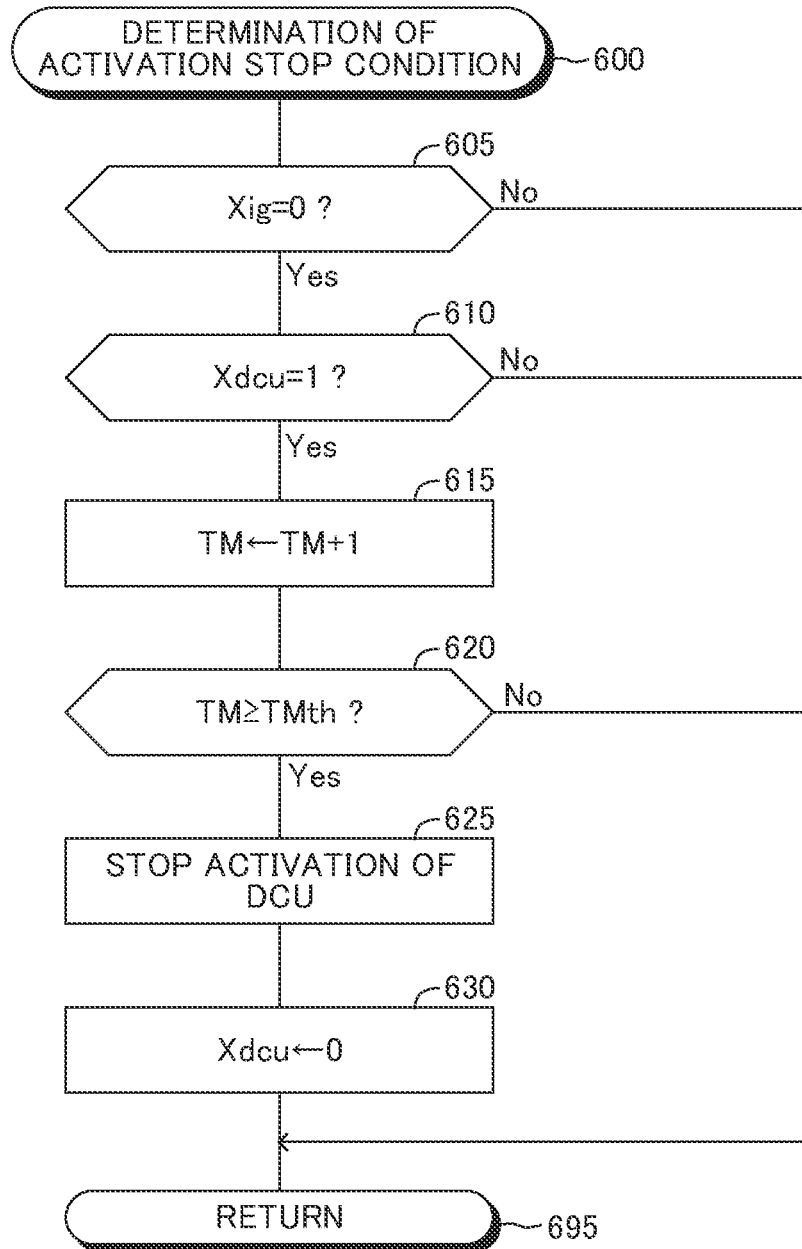 DETERMINATION OF
ACTIVATION STOP CONDITION
600
605
Xig=0 ?
No
Yes
610
Xdcu=1 ?
No
Yes
615
TM←TM+1
620
TM≥TMth ?
No
Yes
625
STOP ACTIVATION OF
DCU
630
Xdcu←0
RETURN
695